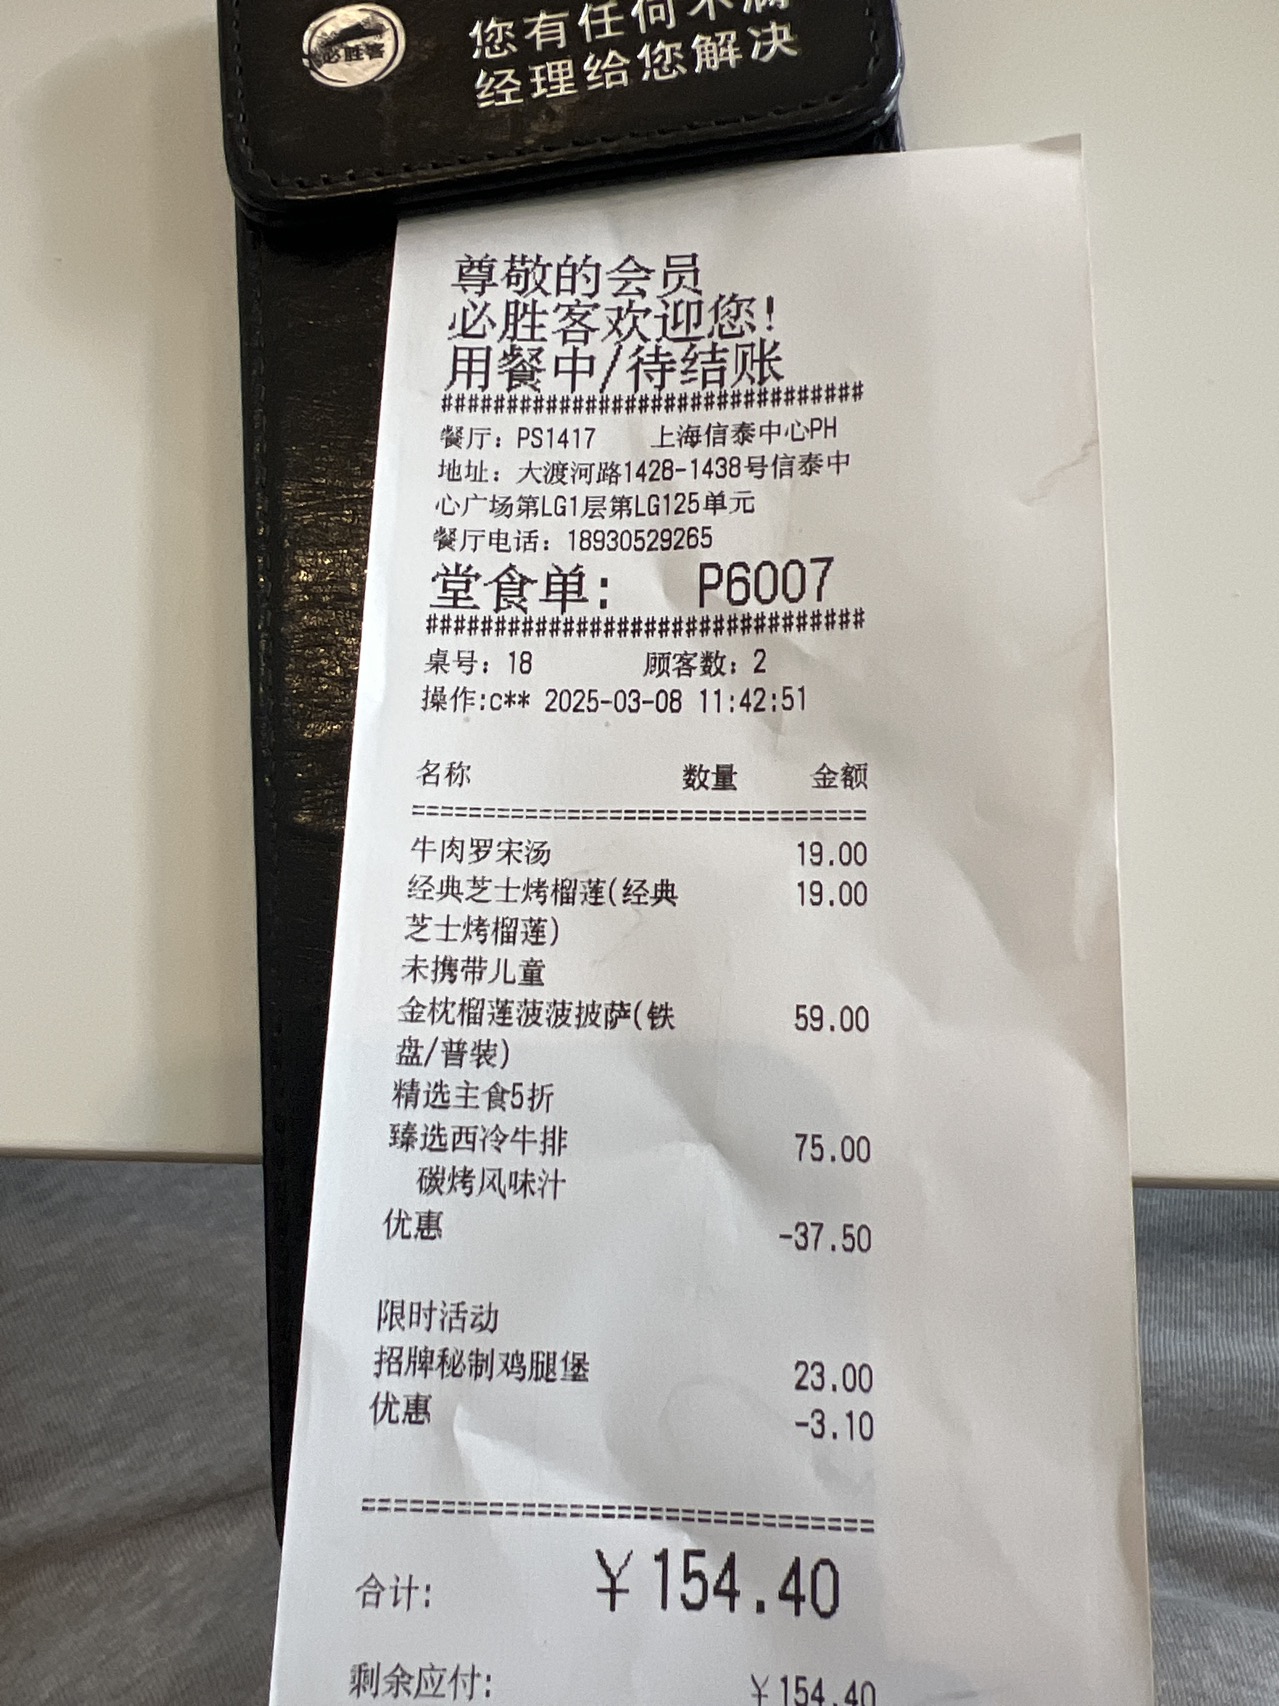 必胜客
您有任何不满
经理给您解决
尊敬的会员
必胜客欢迎您!
用餐中/待结账
################################
餐厅: PS1417 上海信泰中心PH
地址: 大渡河路1428-1438号信泰中
心广场第LG1层第LG125单元
餐厅电话: 18930529265
堂食单: P6007
################################
桌号: 18 顾客数: 2
操作:c** 2025-03-08 11:42:51
名称 数量 金额
================================
牛肉罗宋汤 19.00
经典芝士烤榴莲(经典 19.00
芝士烤榴莲)
未携带儿童
金枕榴莲菠菠披萨(铁 59.00
盘/普装)
精选主食5折
臻选西冷牛排 75.00
碳烤风味汁
优惠 -37.50
限时活动
招牌秘制鸡腿堡 23.00
优惠 -3.10
================================
合计: ¥154.40
剩余应付: ¥154.40